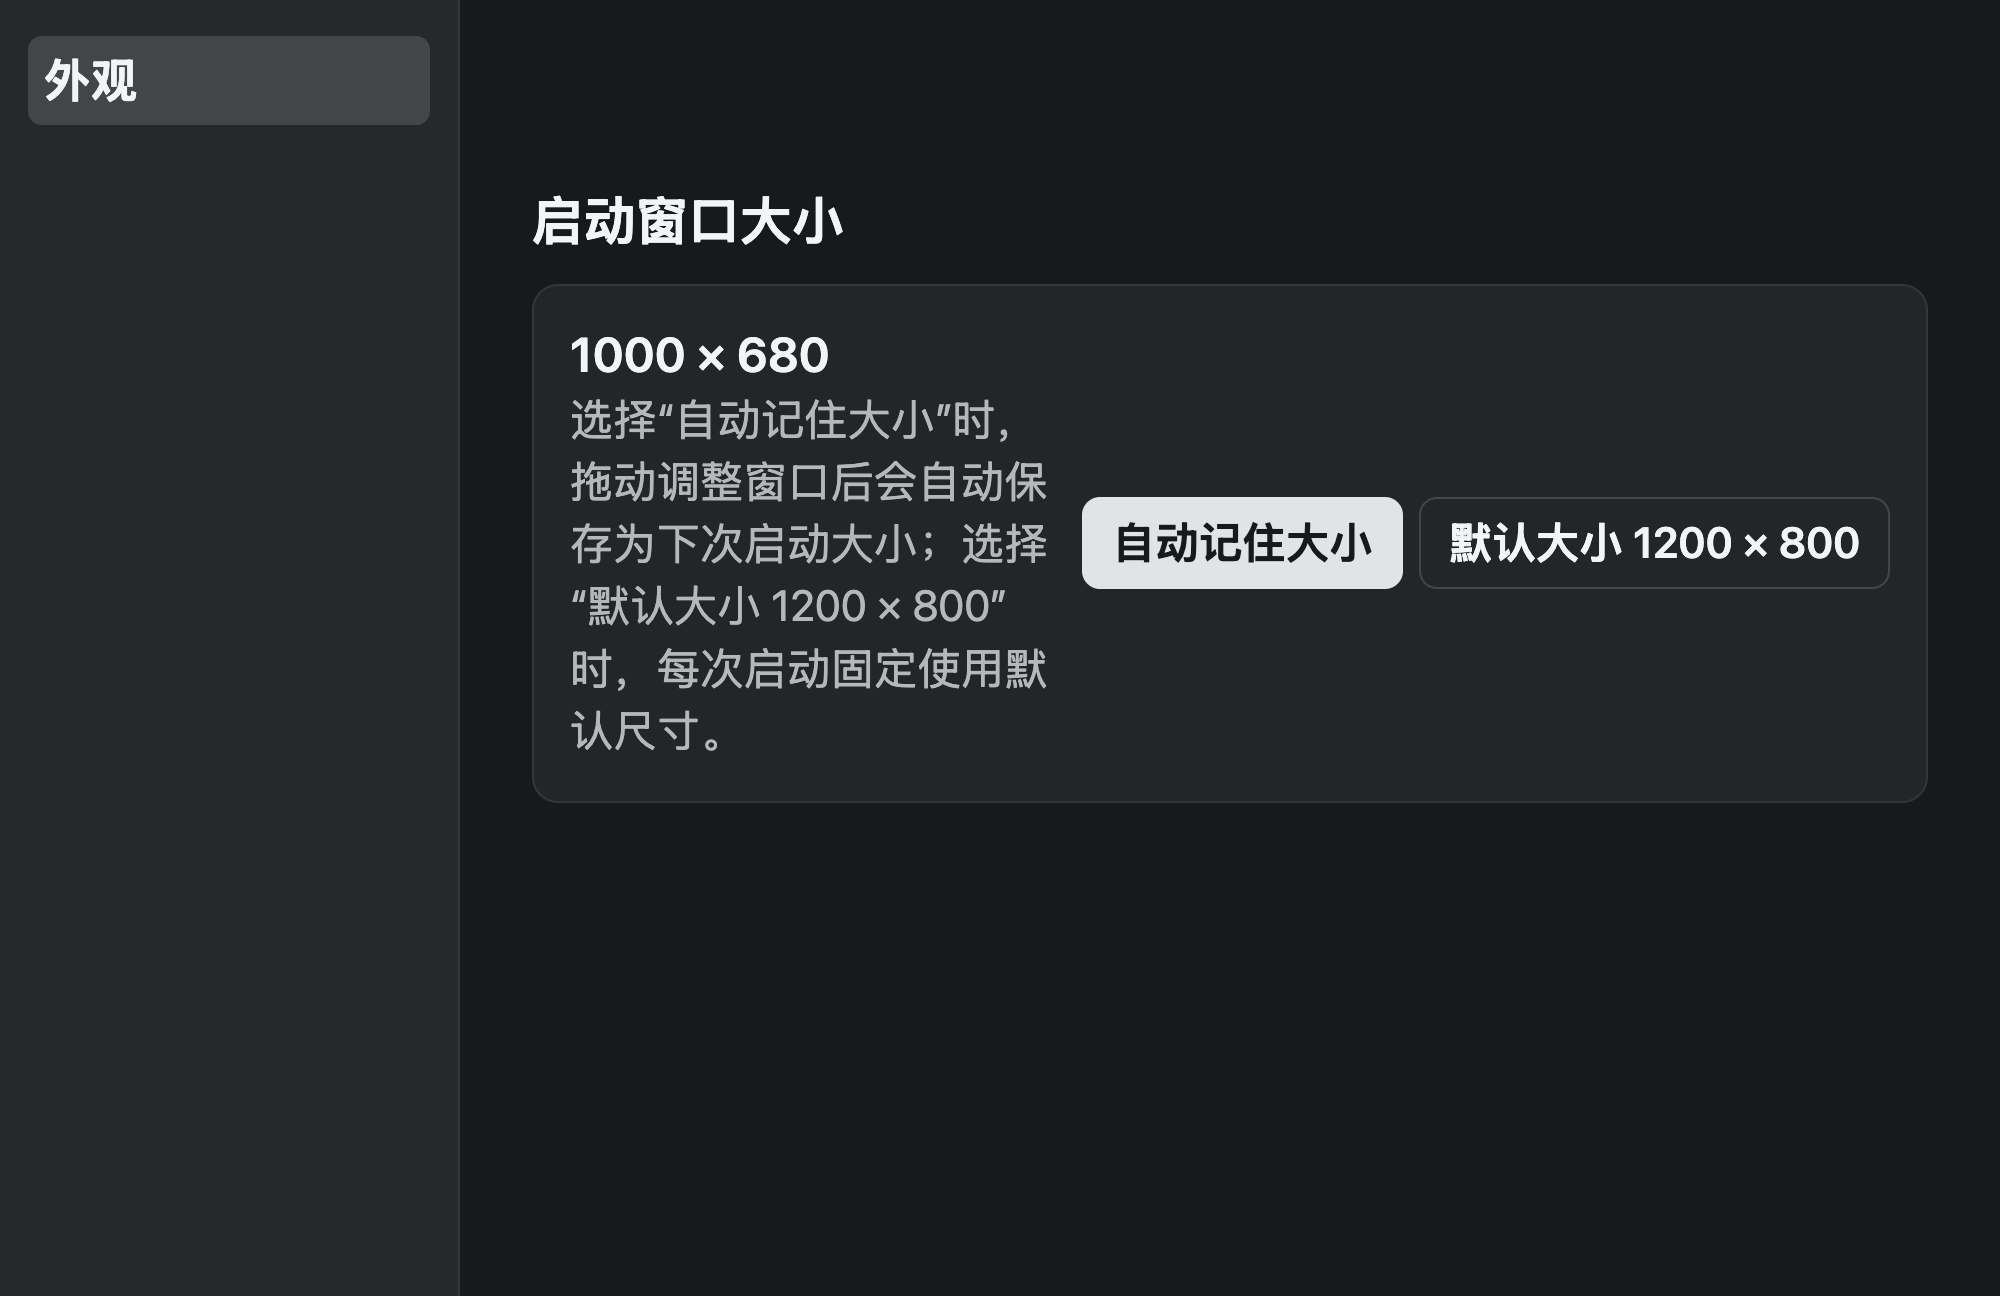 外观
启动窗口大小
1000 × 680
选择“自动记住大小”时，
拖动调整窗口后会自动保
存为下次启动大小；选择
“默认大小 1200 × 800”
时，每次启动固定使用默
认尺寸。
自动记住大小
默认大小 1200 × 800